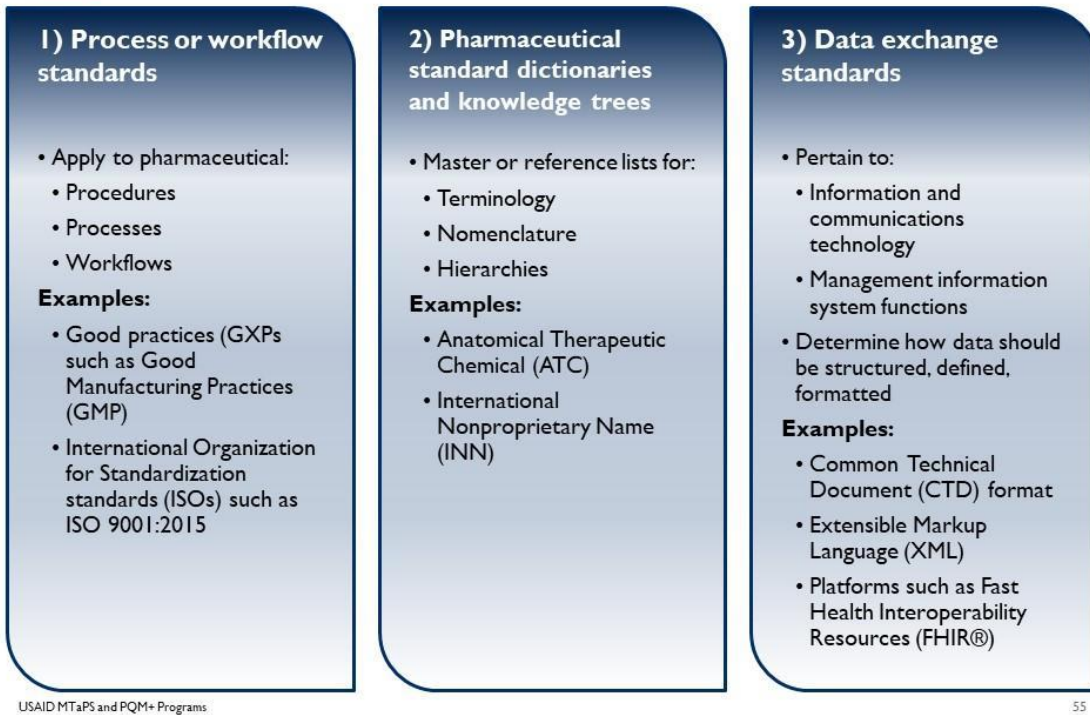 1) Process or workflow
standards
• Apply to pharmaceutical:
• Procedures
• Processes
• Workflows
Examples:
• Good practices (GXPs
such as Good
Manufacturing Practices
(GMP)
• International Organization
for Standardization
standards (ISOs) such as
ISO 9001:2015
2) Pharmaceutical
standard dictionaries
and knowledge trees
• Master or reference lists for:
• Terminology
• Nomenclature
• Hierarchies
Examples:
• Anatomical Therapeutic
Chemical (ATC)
• International
Nonproprietary Name
(INN)
3) Data exchange
standards
• Pertain to:
• Information and
communications
technology
• Management information
system functions
• Determine how data should
be structured, defined,
formatted
Examples:
• Common Technical
Document (CTD) format
• Extensible Markup
Language (XML)
• Platforms such as Fast
Health Interoperability
Resources (FHIR®)
USAID MTaPS and PQM+ Programs
55